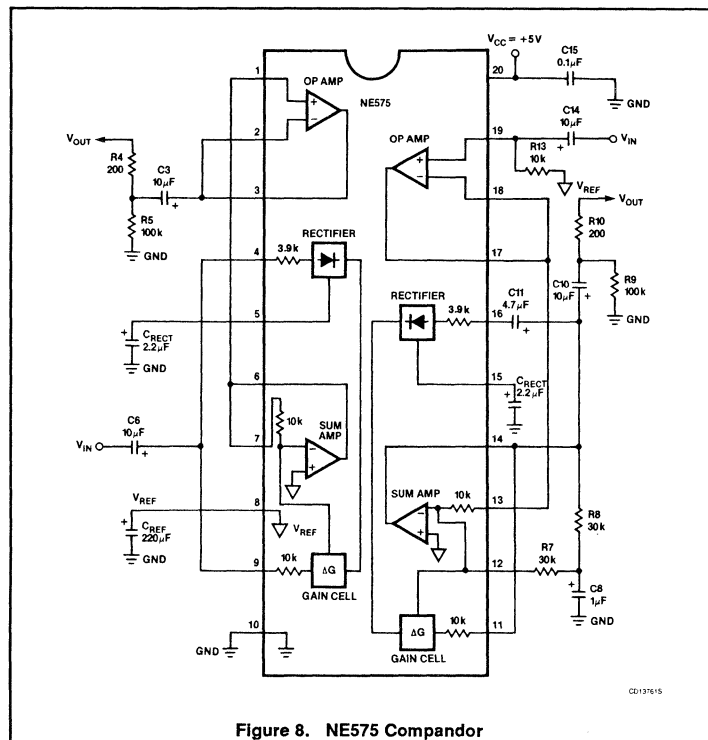 VCC = +5V
C15
0.1µF
GND
20
1
OP AMP
NE575
+
−
2
3
VOUT
R4
200
C3
10µF
+
R5
100k
GND
OP AMP
+
−
19
C14
10µF
+
VIN
R13
10k
VREF
18
VOUT
R10
200
17
RECTIFIER
4
3.9k
5
+
CRECT
2.2µF
GND
RECTIFIER
3.9k
16
C11
4.7µF
+
C10
10µF
+
R9
100k
GND
15
+
CRECT
2.2µF
6
10k
SUM AMP
−
+
7
C6
10µF
+
VIN
14
SUM AMP
−
+
10k
13
R8
30k
VREF
8
VREF
+
CREF
220µF
GND
9
10k
ΔG
GAIN CELL
12
R7
30k
+
C8
1µF
GND
GND
10
ΔG
10k
11
GAIN CELL
CD13761S
Figure 8. NE575 Compandor